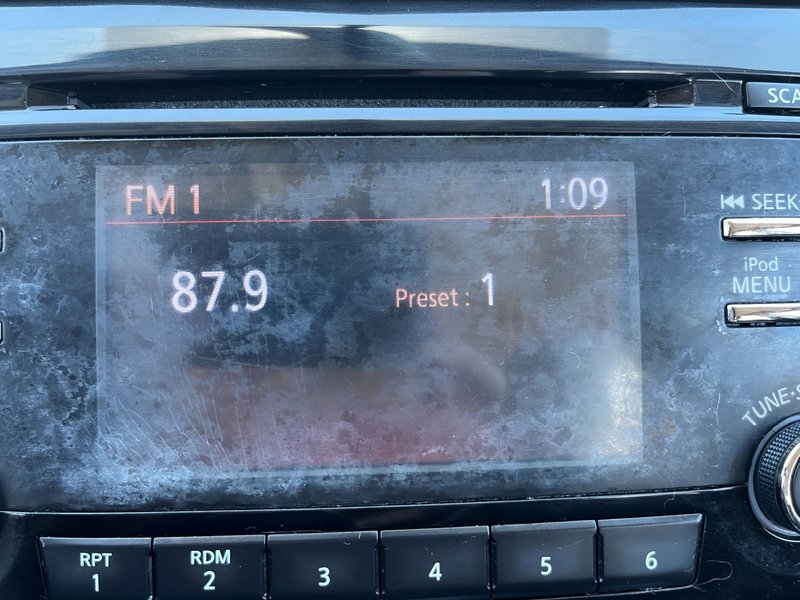 SCA
FM 1
1:09
SEEK
87.9
Preset : 1
iPod
MENU
TUNE
RPT
1
RDM
2
3
4
5
6